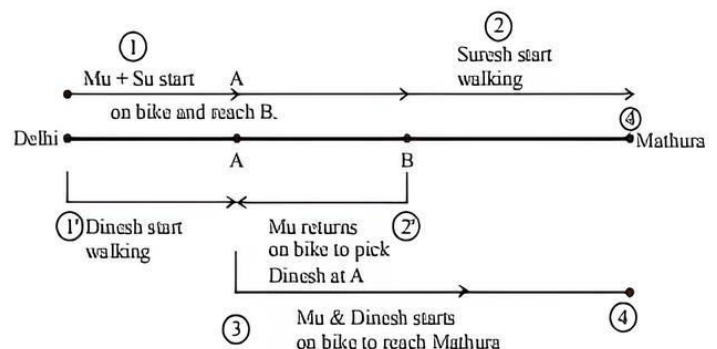 ①
②
Mu + Su start
A
Suresh start
walking
on bike and reach B.
④
Delhi
A
B
Mathura
①' Dinesh start
walking
Mu returns
on bike to pick
Dinesh at A
②'
③
Mu & Dinesh starts
on bike to reach Mathura
④